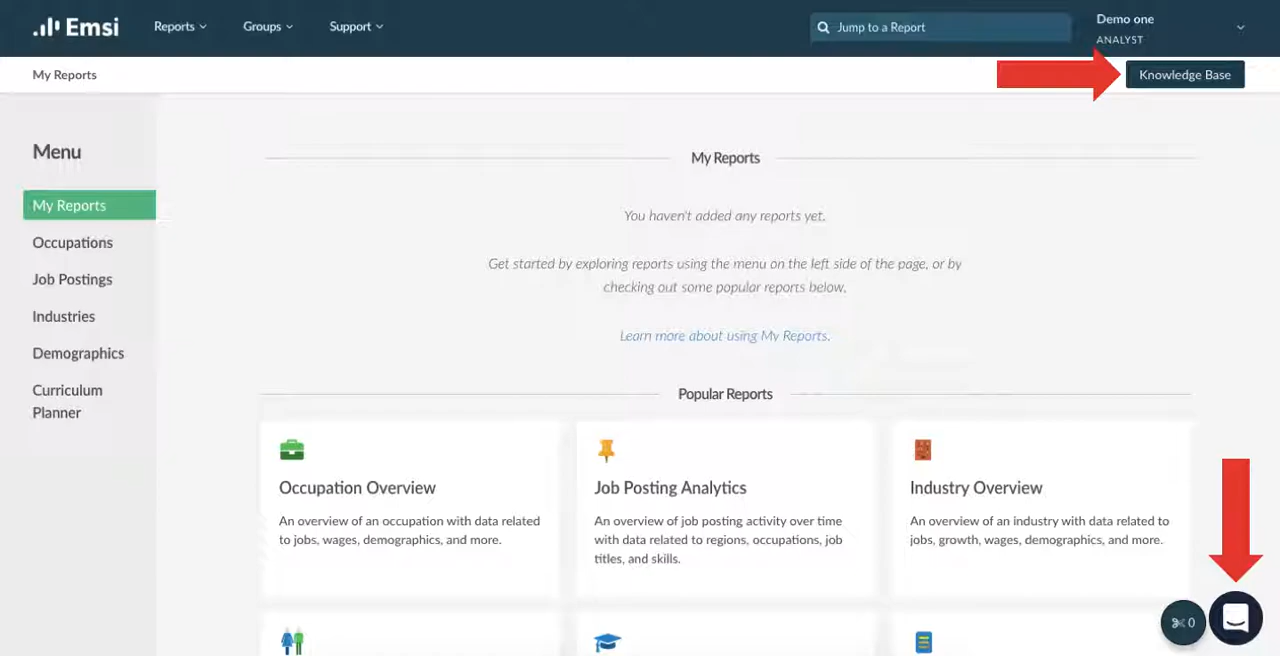 Emsi
Reports
Groups
Support
Jump to a Report
Demo one
ANALYST
My Reports
Knowledge Base
Menu
My Reports
Occupations
Job Postings
Industries
Demographics
Curriculum
Planner
My Reports
You haven't added any reports yet.
Get started by exploring reports using the menu on the left side of the page, or by
checking out some popular reports below.
Learn more about using My Reports.
Popular Reports
Occupation Overview
An overview of an occupation with data related
to jobs, wages, demographics, and more.
Job Posting Analytics
An overview of job posting activity over time
with data related to regions, occupations, job
titles, and skills.
Industry Overview
An overview of an industry with data related to
jobs, growth, wages, demographics, and more.
0